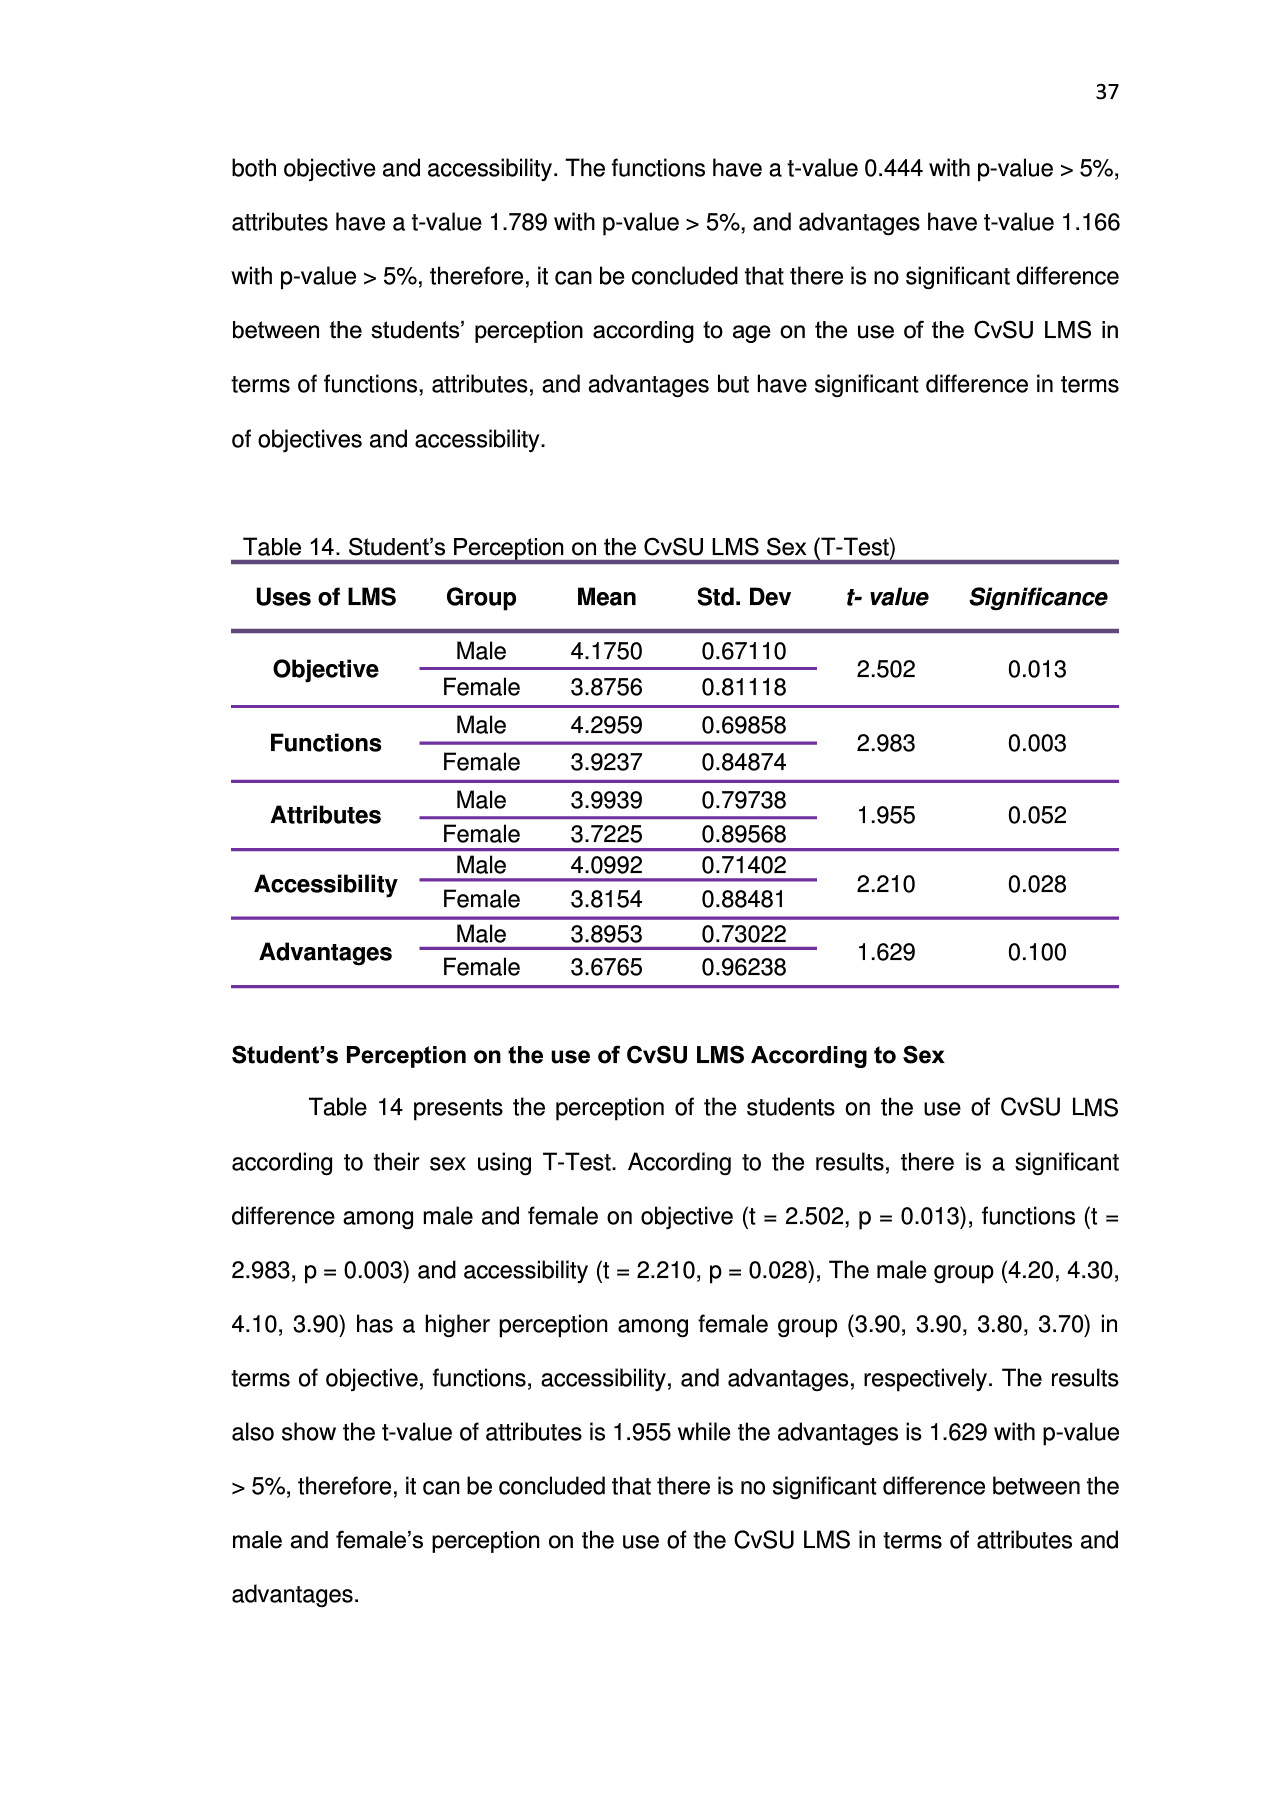 37
both objective and accessibility. The functions have a t-value 0.444 with p-value > 5%,
attributes have a t-value 1.789 with p-value > 5%, and advantages have t-value 1.166
with p-value > 5%, therefore, it can be concluded that there is no significant difference
between the students’ perception according to age on the use of the CvSU LMS in
terms of functions, attributes, and advantages but have significant difference in terms
of objectives and accessibility.
Table 14. Student’s Perception on the CvSU LMS Sex (T-Test)
Uses of LMS Group Mean Std. Dev t- value Significance
Objective Male 4.1750 0.67110 2.502 0.013
Female 3.8756 0.81118
Functions Male 4.2959 0.69858 2.983 0.003
Female 3.9237 0.84874
Attributes Male 3.9939 0.79738 1.955 0.052
Female 3.7225 0.89568
Accessibility Male 4.0992 0.71402 2.210 0.028
Female 3.8154 0.88481
Advantages Male 3.8953 0.73022 1.629 0.100
Female 3.6765 0.96238
Student’s Perception on the use of CvSU LMS According to Sex
Table 14 presents the perception of the students on the use of CvSU LMS
according to their sex using T-Test. According to the results, there is a significant
difference among male and female on objective (t = 2.502, p = 0.013), functions (t =
2.983, p = 0.003) and accessibility (t = 2.210, p = 0.028), The male group (4.20, 4.30,
4.10, 3.90) has a higher perception among female group (3.90, 3.90, 3.80, 3.70) in
terms of objective, functions, accessibility, and advantages, respectively. The results
also show the t-value of attributes is 1.955 while the advantages is 1.629 with p-value
> 5%, therefore, it can be concluded that there is no significant difference between the
male and female’s perception on the use of the CvSU LMS in terms of attributes and
advantages.